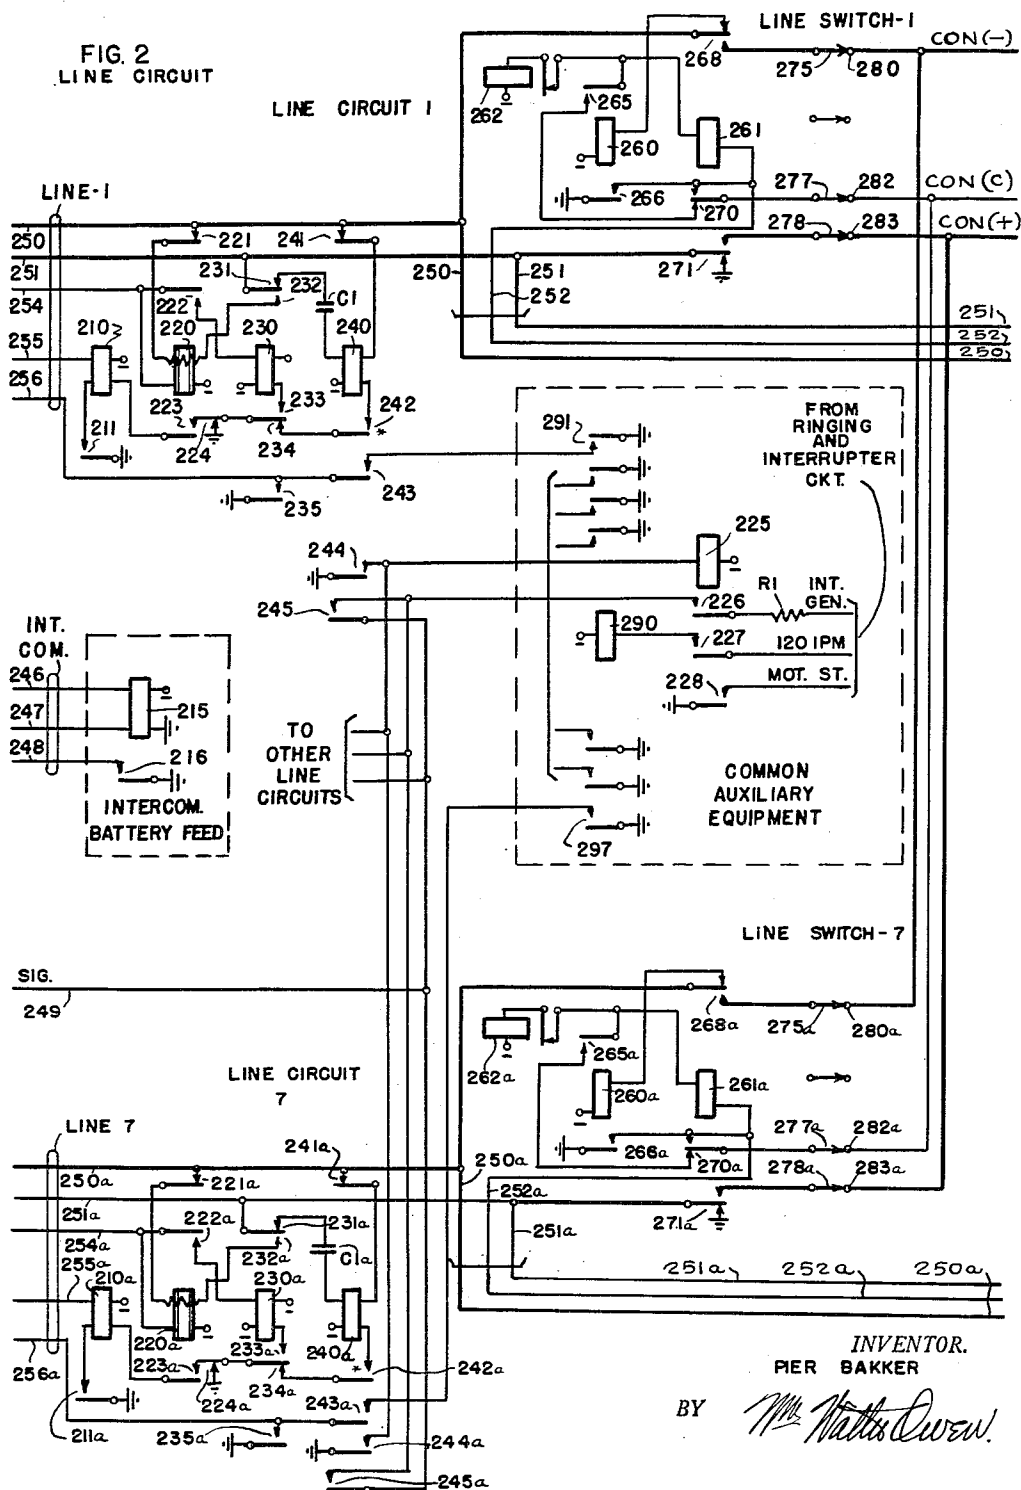 FIG. 2
LINE CIRCUIT
LINE SWITCH-1
CON(-)
268
275
280
262
265
260
261
LINE CIRCUIT 1
LINE-1
266
270
277
282
CON(C)
278
283
CON(+)
250
221
241
251
231
232
250
251
271
252
254
222
C1
251
252
250
255
210
220
230
240
256
223
233
242
211
224
234
*
243
235
291
FROM
RINGING
AND
INTERRUPTER
CKT.
225
244
R1
INT.
GEN.
245
226
INT.
COM.
290
227
120 IPM
246
228
MOT. ST.
215
247
248
216
TO
OTHER
LINE
CIRCUITS
INTERCOM.
BATTERY FEED
COMMON
AUXILIARY
EQUIPMENT
297
LINE SWITCH-7
SIG.
249
268a
275a
280a
262a
265a
260a
261a
LINE CIRCUIT
7
LINE 7
241a
266a
270a
277a
282a
278a
283a
250a
221a
250a
252a
251a
222a
231a
271a
254a
232a
251a
C1a
255a
210a
230a
251a
252a
250a
220a
240a
256a
223a
233a
*
242a
224a
234a
243a
211a
235a
244a
245a
INVENTOR.
PIER BAKKER
BY